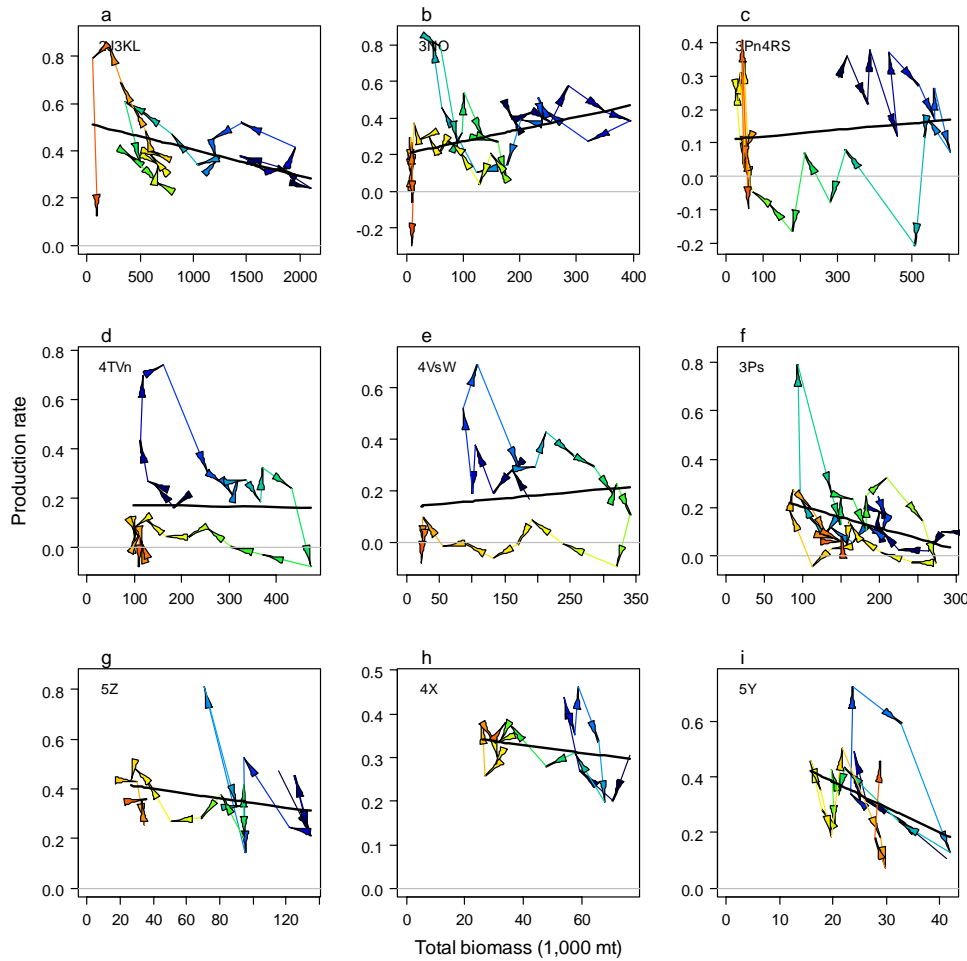 a
2J3KL
0.8
0.6
0.4
0.2
0.0
0 500 1000 1500 2000
b
3NO
0.8
0.6
0.4
0.2
0.0
-0.2
0 100 200 300 400
c
3Pn4RS
0.4
0.3
0.2
0.1
0.0
-0.1
-0.2
100 300 500
d
4TVn
0.8
0.6
0.4
0.2
0.0
0 100 200 300 400
e
4VsW
0.6
0.4
0.2
0.0
0 50 150 250 350
f
3Ps
0.8
0.6
0.4
0.2
0.0
0 50 100 200 300
g
5Z
0.8
0.6
0.4
0.2
0.0
0 20 40 60 80 120
h
4X
0.5
0.4
0.3
0.2
0.1
0.0
0 20 40 60
i
5Y
0.6
0.4
0.2
0.0
0 10 20 30 40
Production rate
Total biomass (1,000 mt)